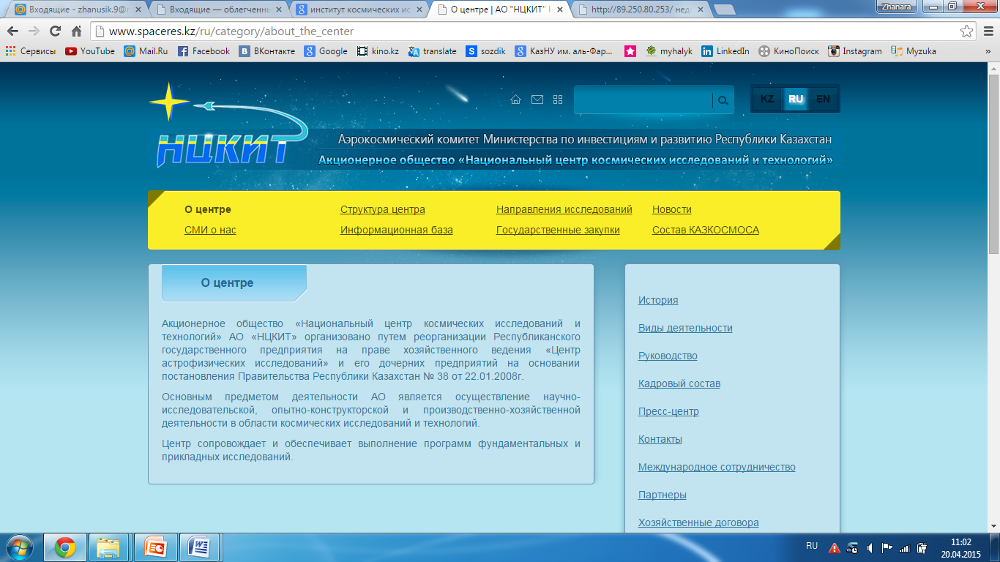 Входящие - zhanusik.9@
Входящие — облегченны
институт космических ис
О центре | АО "НЦКИТ"
http://89.250.80.253/ недо
Zhanara
www.spaceres.kz/ru/category/about_the_center
Сервисы YouTube Mail.Ru Facebook ВКонтакте Google kino.kz translate sozdik КазНУ им. аль-Фар... myhalyk LinkedIn КиноПоиск Instagram Myzuka »
KZ RU EN
НЦКИТ
Аэрокосмический комитет Министерства по инвестициям и развитию Республики Казахстан
Акционерное общество «Национальный центр космических исследований и технологий»
О центре Структура центра Направления исследований Новости
СМИ о нас Информационная база Государственные закупки Состав КАЗКОСМОСА
О центре
Акционерное общество «Национальный центр космических исследований и
технологий» АО «НЦКИТ» организовано путем реорганизации Республиканского
государственного предприятия на праве хозяйственного ведения «Центр
астрофизических исследований» и его дочерних предприятий на основании
постановления Правительства Республики Казахстан № 38 от 22.01.2008г.
Основным предметом деятельности АО является осуществление научно-
исследовательской, опытно-конструкторской и производственно-хозяйственной
деятельности в области космических исследований и технологий.
Центр сопровождает и обеспечивает выполнение программ фундаментальных и
прикладных исследований.
История
Виды деятельности
Руководство
Кадровый состав
Пресс-центр
Контакты
Международное сотрудничество
Партнеры
Хозяйственные договора
RU
11:02
20.04.2015